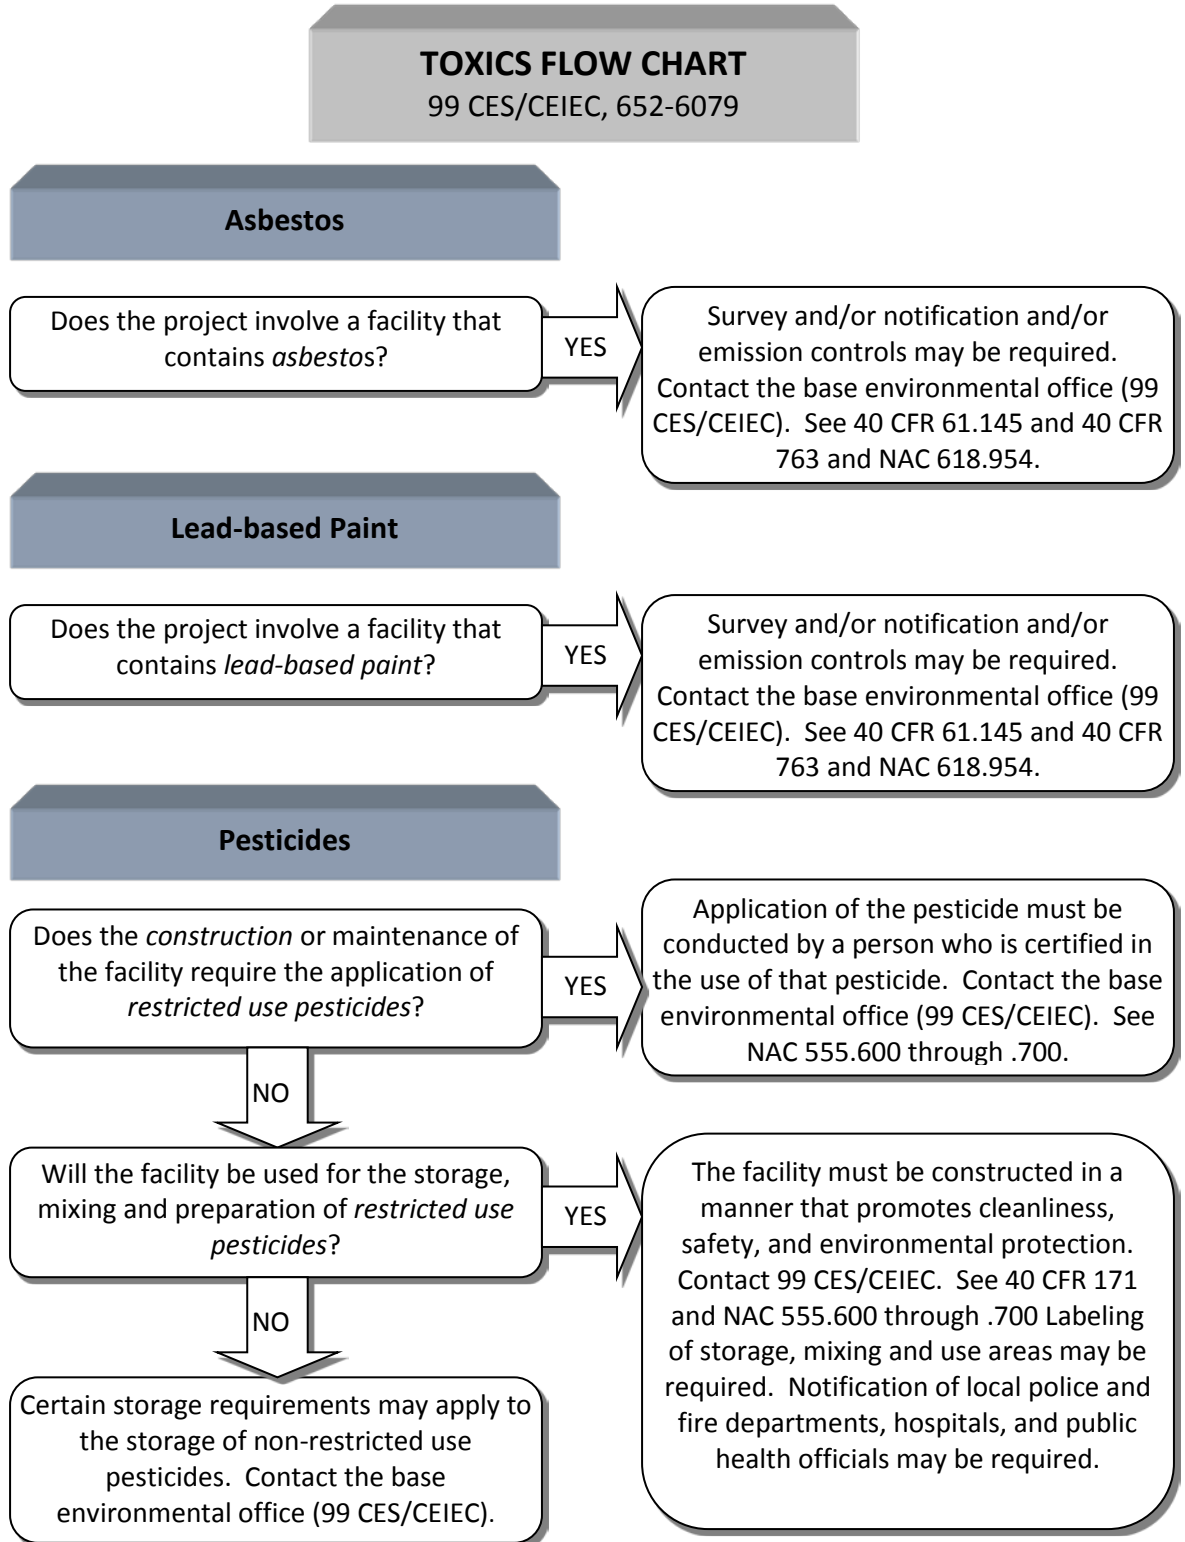 TOXICS FLOW CHART
99 CES/CEIEC, 652-6079
Asbestos
Does the project involve a facility that
contains asbestos?
YES
Survey and/or notification and/or
emission controls may be required.
Contact the base environmental office (99
CES/CEIEC).  See 40 CFR 61.145 and 40 CFR
763 and NAC 618.954.
Lead-based Paint
Does the project involve a facility that
contains lead-based paint?
YES
Survey and/or notification and/or
emission controls may be required.
Contact the base environmental office (99
CES/CEIEC).  See 40 CFR 61.145 and 40 CFR
763 and NAC 618.954.
Pesticides
Does the construction or maintenance of
the facility require the application of
restricted use pesticides?
YES
Application of the pesticide must be
conducted by a person who is certified in
the use of that pesticide.  Contact the base
environmental office (99 CES/CEIEC).  See
NAC 555.600 through .700.
NO
Will the facility be used for the storage,
mixing and preparation of restricted use
pesticides?
YES
The facility must be constructed in a
manner that promotes cleanliness,
safety, and environmental protection.
Contact 99 CES/CEIEC.  See 40 CFR 171
and NAC 555.600 through .700 Labeling
of storage, mixing and use areas may be
required.  Notification of local police and
fire departments, hospitals, and public
health officials may be required.
NO
Certain storage requirements may apply to
the storage of non-restricted use
pesticides.  Contact the base
environmental office (99 CES/CEIEC).